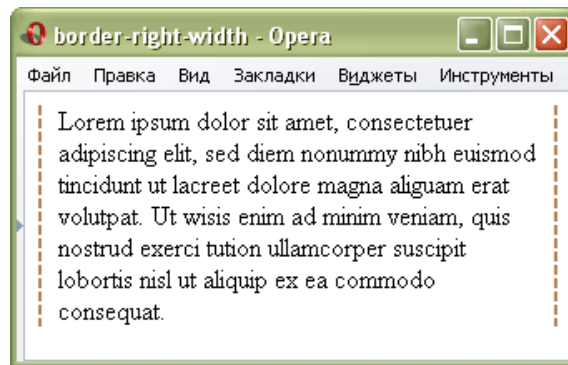 border-right-width - Opera
Файл Правка Вид Закладки Виджеты Инструменты
Lorem ipsum dolor sit amet, consectetuer
adipiscing elit, sed diem nonummy nibh euismod
tincidunt ut lacreet dolore magna aliguam erat
volutpat. Ut wisis enim ad minim veniam, quis
nostrud exerci tution ullamcorper suscipit
lobortis nisl ut aliquip ex ea commodo
consequat.